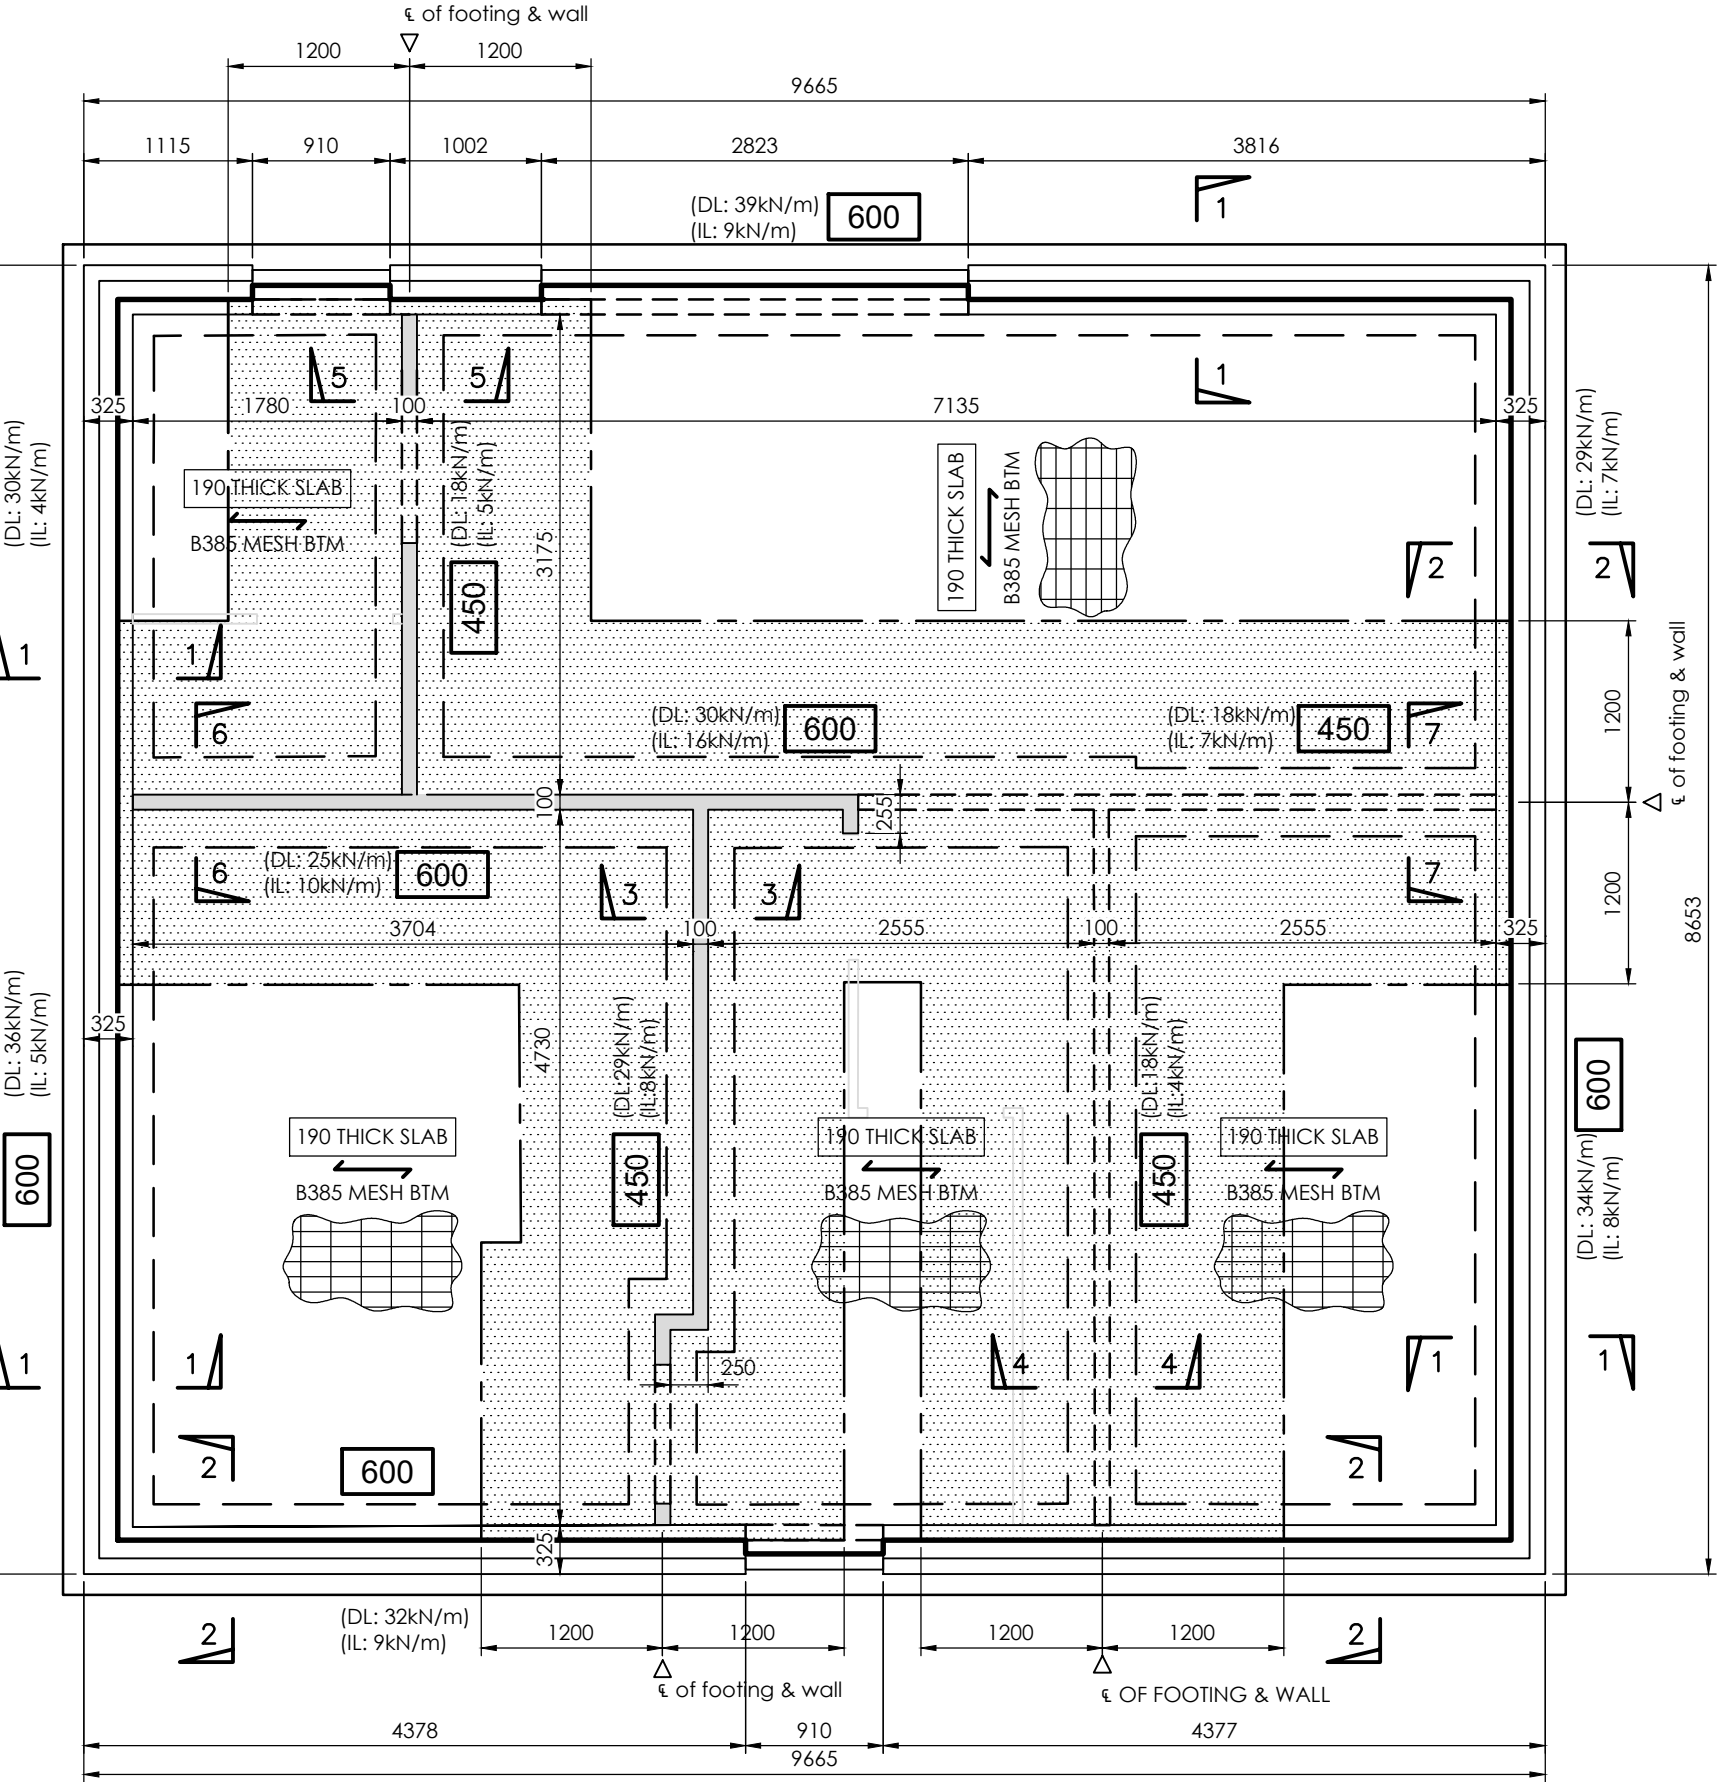 ℄ of footing & wall
1200
1200
9665
1115
910
1002
2823
3816
(DL: 39kN/m)
(IL: 9kN/m)
600
1
5
5
1
325
1780
100
7135
325
(DL: 30kN/m)
(IL: 4kN/m)
(DL: 18kN/m)
(IL: 5kN/m)
(DL: 29kN/m)
(IL: 7kN/m)
190 THICK SLAB
B385 MESH BTM
190 THICK SLAB
B385 MESH BTM
3175
450
2
2
1
1
6
(DL: 30kN/m)
(IL: 16kN/m)
600
(DL: 18kN/m)
(IL: 7kN/m)
450
7
1200
℄ of footing & wall
100
255
6
(DL: 25kN/m)
(IL: 10kN/m)
600
3
3
7
1200
8653
3704
100
2555
100
2555
325
325
(DL: 36kN/m)
(IL: 5kN/m)
600
4730
(DL:29kN/m)
(IL:8kN/m)
450
(DL:18kN/m)
(IL:4kN/m)
450
600
(DL: 34kN/m)
(IL: 8kN/m)
190 THICK SLAB
B385 MESH BTM
190 THICK SLAB
B385 MESH BTM
190 THICK SLAB
B385 MESH BTM
1
1
250
4
4
1
1
2
600
2
325
2
(DL: 32kN/m)
(IL: 9kN/m)
1200
1200
1200
1200
2
℄ of footing & wall
℄ OF FOOTING & WALL
4378
910
4377
9665